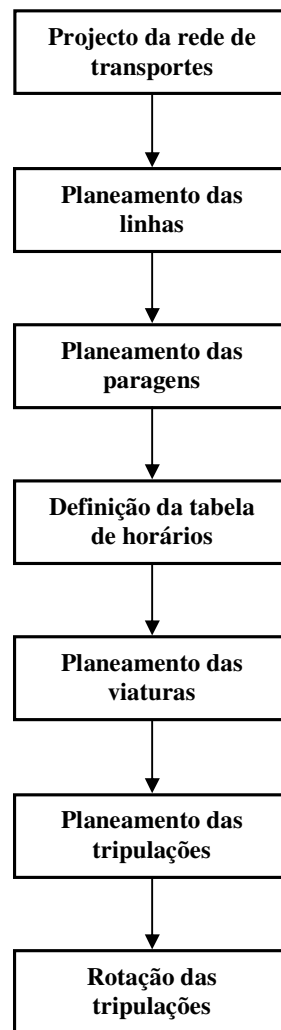 Projecto da rede de
transportes
Planeamento das
linhas
Planeamento das
paragens
Definição da tabela
de horários
Planeamento das
viaturas
Planeamento das
tripulações
Rotação das
tripulações